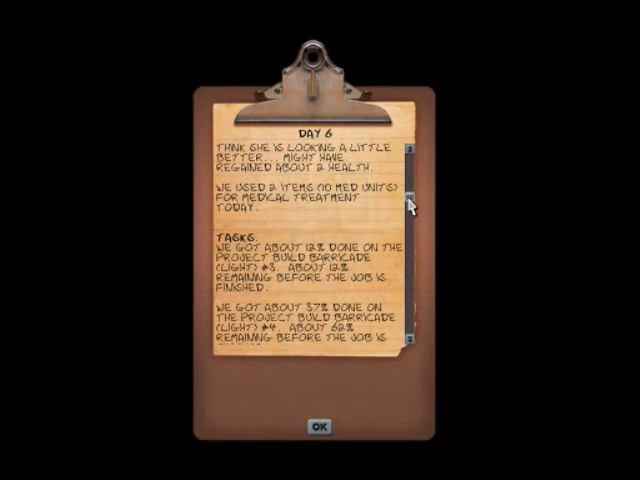 DAY 6
THINK SHE IS LOOKING A LITTLE
BETTER... MIGHT HAVE
REGAINED ABOUT 2 HEALTH.
WE USED 2 ITEMS (10 MED UNITS)
FOR MEDICAL TREATMENT
TODAY.
TASKS:
WE GOT ABOUT 12% DONE ON THE
PROJECT BUILD BARRICADE
(LIGHT) #3. ABOUT 12%
REMAINING BEFORE THE JOB IS
FINISHED.
WE GOT ABOUT 37% DONE ON
THE PROJECT BUILD BARRICADE
(LIGHT) #4. ABOUT 62%
REMAINING BEFORE THE JOB IS
OK